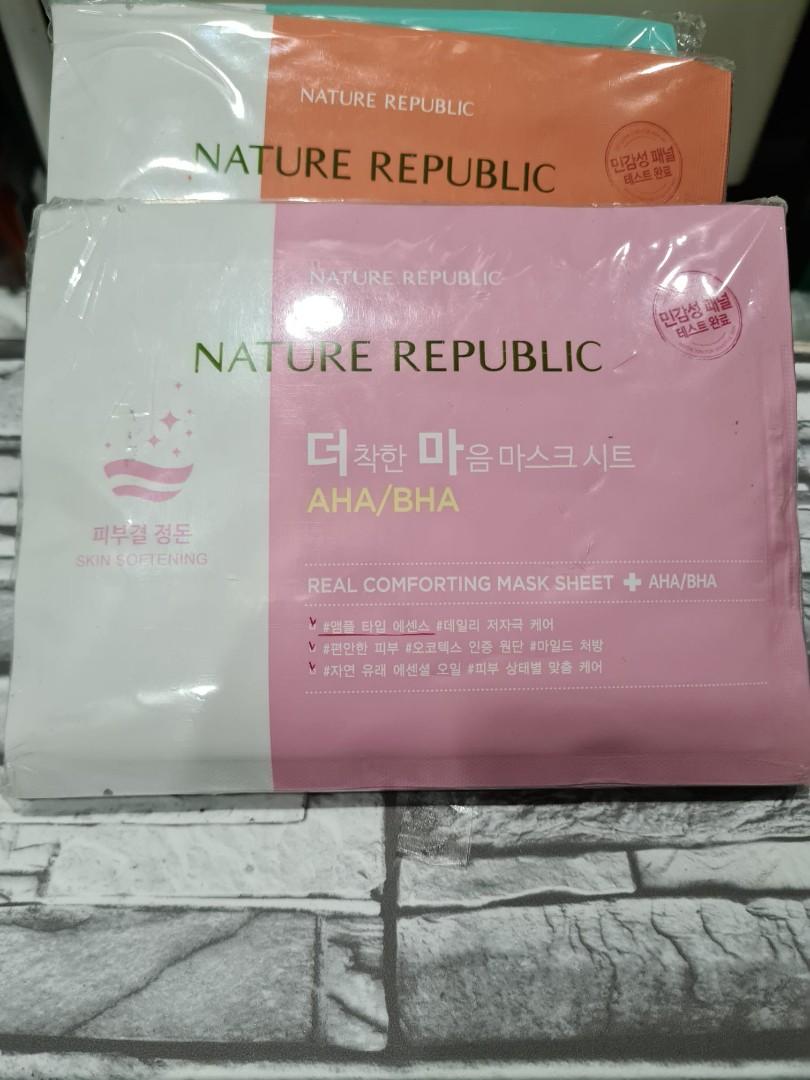 NATURE REPUBLIC
NATURE REPUBLIC
민감성 패널
테스트 완료
NATURE REPUBLIC
NATURE REPUBLIC
민감성 패널
테스트 완료
더 착한 마음 마스크 시트
AHA/BHA
피부결 정돈
SKIN SOFTENING
REAL COMFORTING MASK SHEET + AHA/BHA
#앰플 타입 에센스 #데일리 저자극 케어
#편안한 피부 #오코텍스 인증 원단 #마일드 처방
#자연 유래 에센셜 오일 #피부 상태별 맞춤 케어